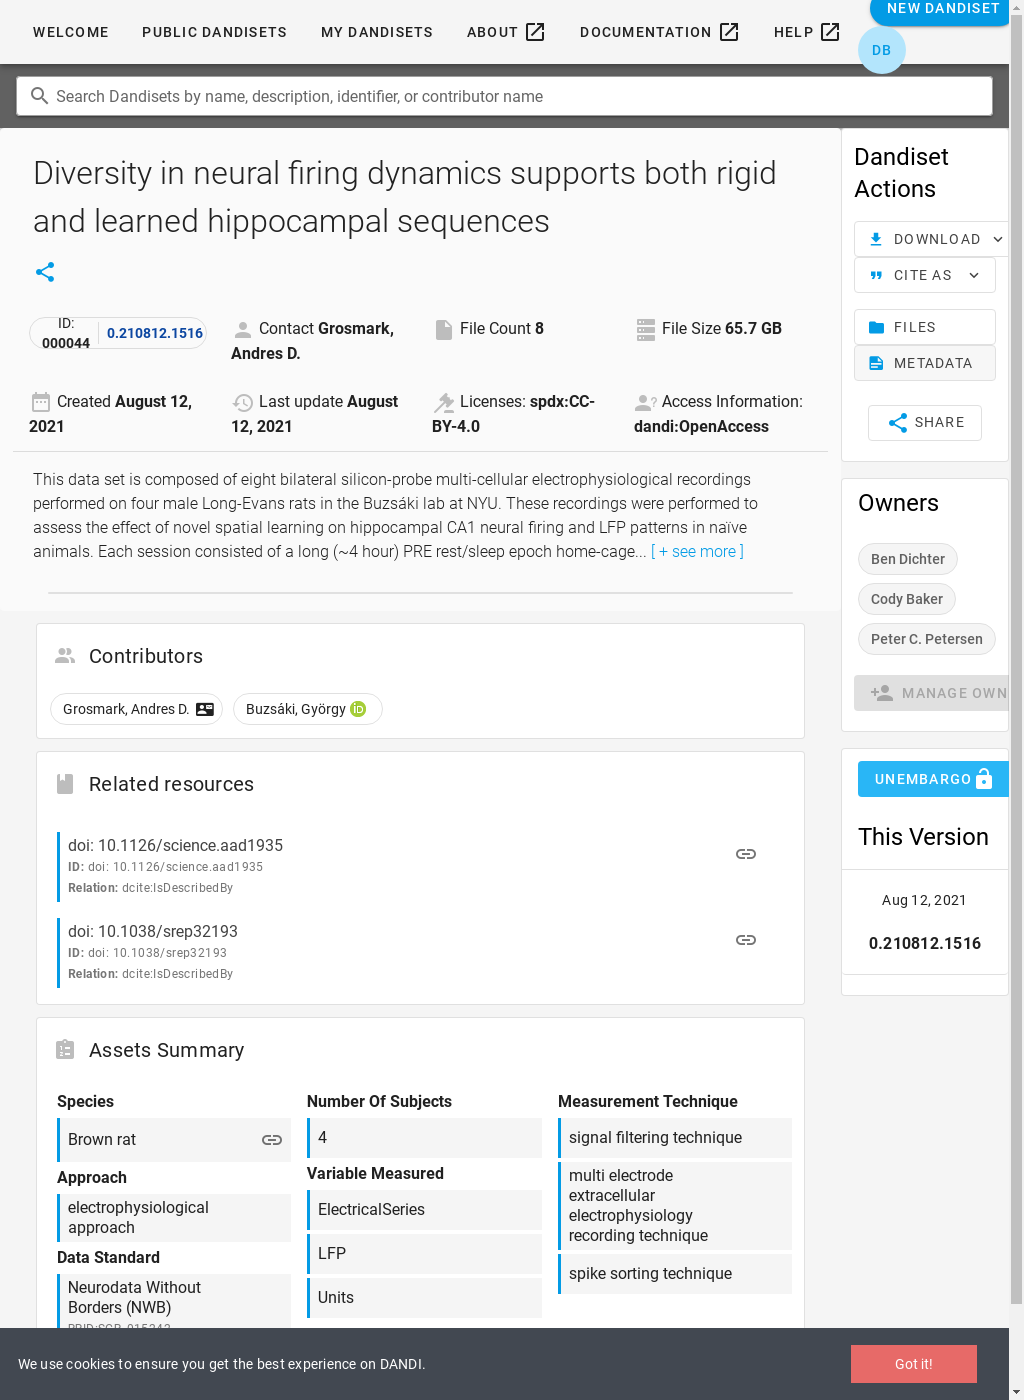 WELCOME
PUBLIC DANDISETS
MY DANDISETS
ABOUT
DOCUMENTATION
HELP
NEW DANDISET
DB
Search Dandisets by name, description, identifier, or contributor name
Diversity in neural firing dynamics supports both rigid
and learned hippocampal sequences
ID:
000044
0.210812.1516
Contact Grosmark,
Andres D.
File Count 8
File Size 65.7 GB
Created August 12,
2021
Last update August
12, 2021
Licenses: spdx:CC-
BY-4.0
Access Information:
dandi:OpenAccess
This data set is composed of eight bilateral silicon-probe multi-cellular electrophysiological recordings
performed on four male Long-Evans rats in the Buzsáki lab at NYU. These recordings were performed to
assess the effect of novel spatial learning on hippocampal CA1 neural firing and LFP patterns in naïve
animals. Each session consisted of a long (~4 hour) PRE rest/sleep epoch home-cage... [ + see more ]
Contributors
Grosmark, Andres D.
Buzsáki, György
Related resources
doi: 10.1126/science.aad1935
ID: doi: 10.1126/science.aad1935
Relation: dcite:IsDescribedBy
doi: 10.1038/srep32193
ID: doi: 10.1038/srep32193
Relation: dcite:IsDescribedBy
Assets Summary
Species
Brown rat
Approach
electrophysiological
approach
Data Standard
Neurodata Without
Borders (NWB)
Number Of Subjects
4
Variable Measured
ElectricalSeries
LFP
Units
Measurement Technique
signal filtering technique
multi electrode
extracellular
electrophysiology
recording technique
spike sorting technique
Dandiset
Actions
DOWNLOAD
CITE AS
FILES
METADATA
SHARE
Owners
Ben Dichter
Cody Baker
Peter C. Petersen
MANAGE OWN
UNEMBARGO
This Version
Aug 12, 2021
0.210812.1516
We use cookies to ensure you get the best experience on DANDI.
Got it!